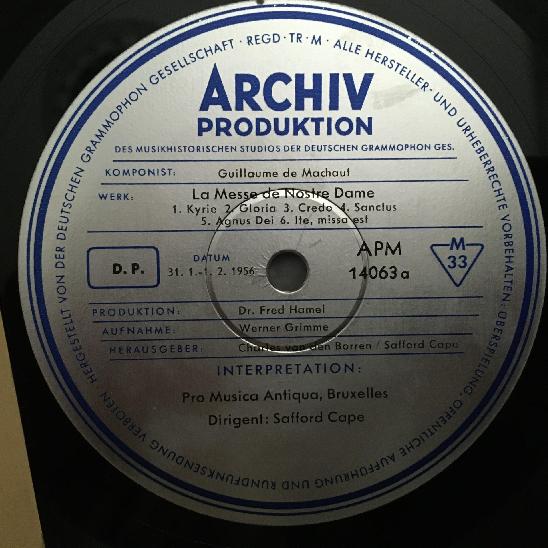 HERGESTELLT VON DER DEUTSCHEN GRAMMOPHON GESELLSCHAFT · REGD · TR · M · ALLE HERSTELLER- UND URHEBERRECHTE VORBEHALTEN: ÜBERSPIELUNG, ÖFFENTLICHE AUFFÜHRUNG UND RUNDFUNKSENDUNG VERBOTEN ·
ARCHIV
PRODUKTION
DES MUSIKHISTORISCHEN STUDIOS DER DEUTSCHEN GRAMMOPHON GES.
KOMPONIST: Guillaume de Machaut
WERK: La Messe de Nostre Dame
1. Kyrie 2. Gloria 3. Credo 4. Sanctus
5. Agnus Dei 6. Ite, missa est
D. P. DATUM APM M
31. 1.-1. 2. 1956 14063 a 33
PRODUKTION: Dr. Fred Hamel
AUFNAHME: Werner Grimme
HERAUSGEBER: Charles van den Borren / Safford Cape
INTERPRETATION:
Pro Musica Antiqua, Bruxelles
Dirigent: Safford Cape